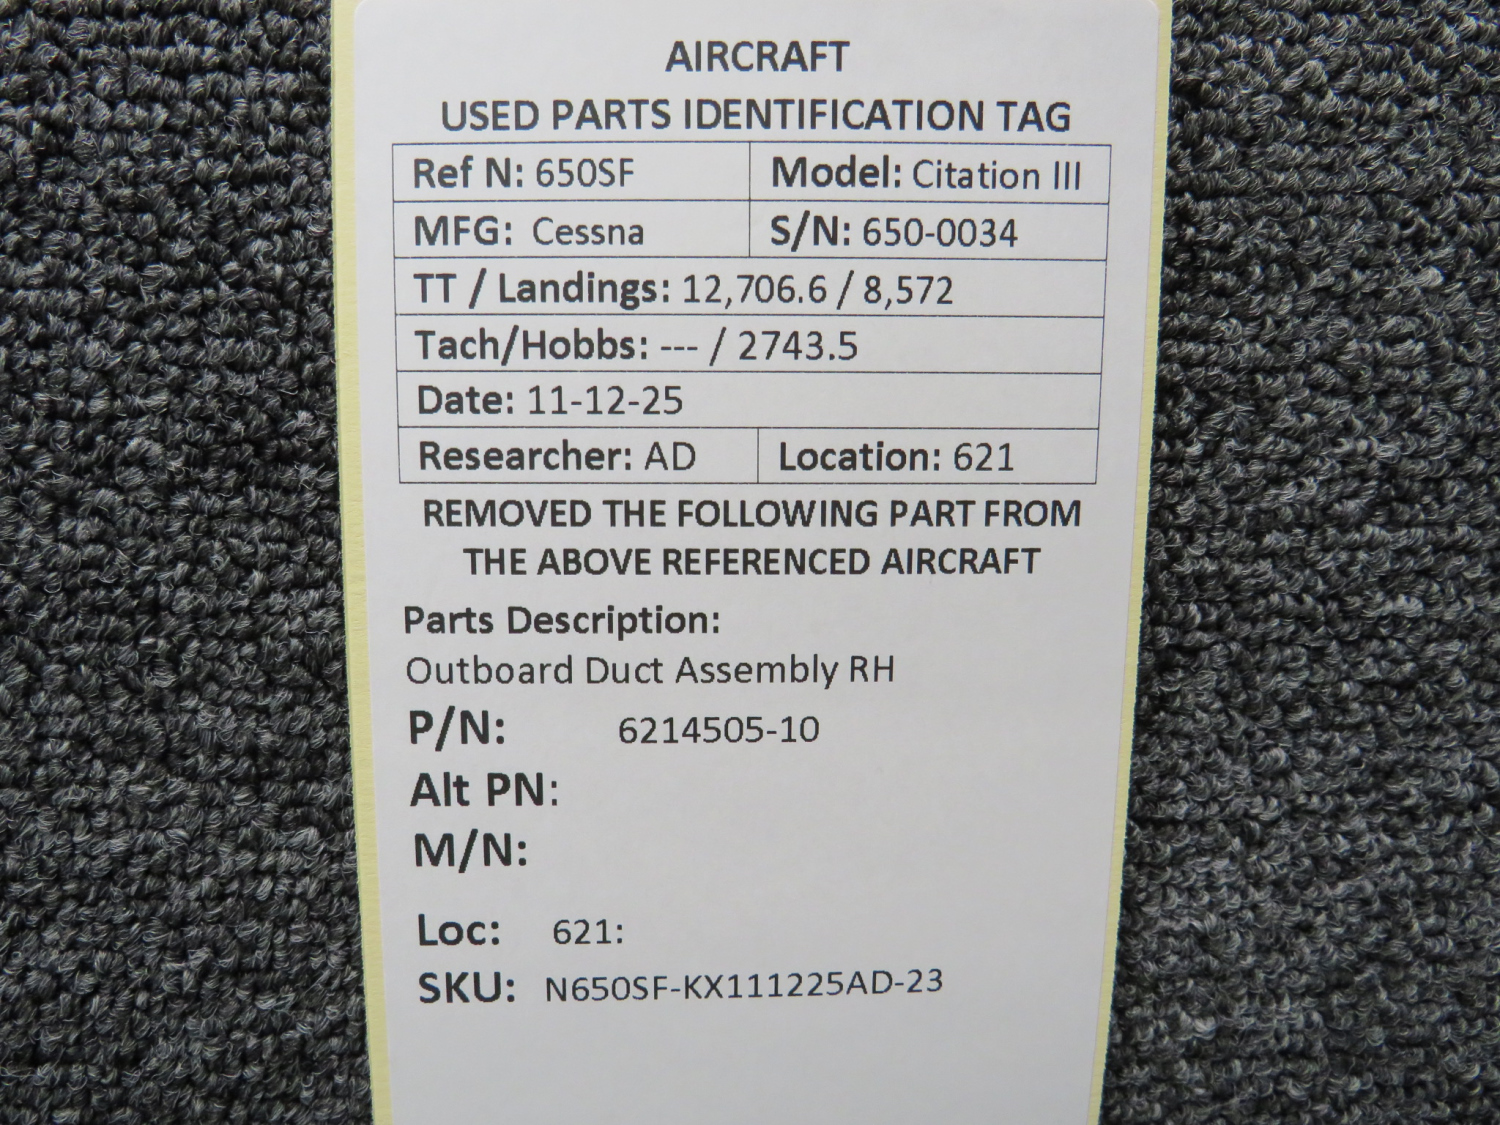 AIRCRAFT
USED PARTS IDENTIFICATION TAG
Ref N: 650SF Model: Citation III
MFG: Cessna S/N: 650-0034
TT / Landings: 12,706.6 / 8,572
Tach/Hobbs: --- / 2743.5
Date: 11-12-25
Researcher: AD Location: 621
REMOVED THE FOLLOWING PART FROM
THE ABOVE REFERENCED AIRCRAFT
Parts Description:
Outboard Duct Assembly RH
P/N: 6214505-10
Alt PN:
M/N:
Loc: 621:
SKU: N650SF-KX111225AD-23